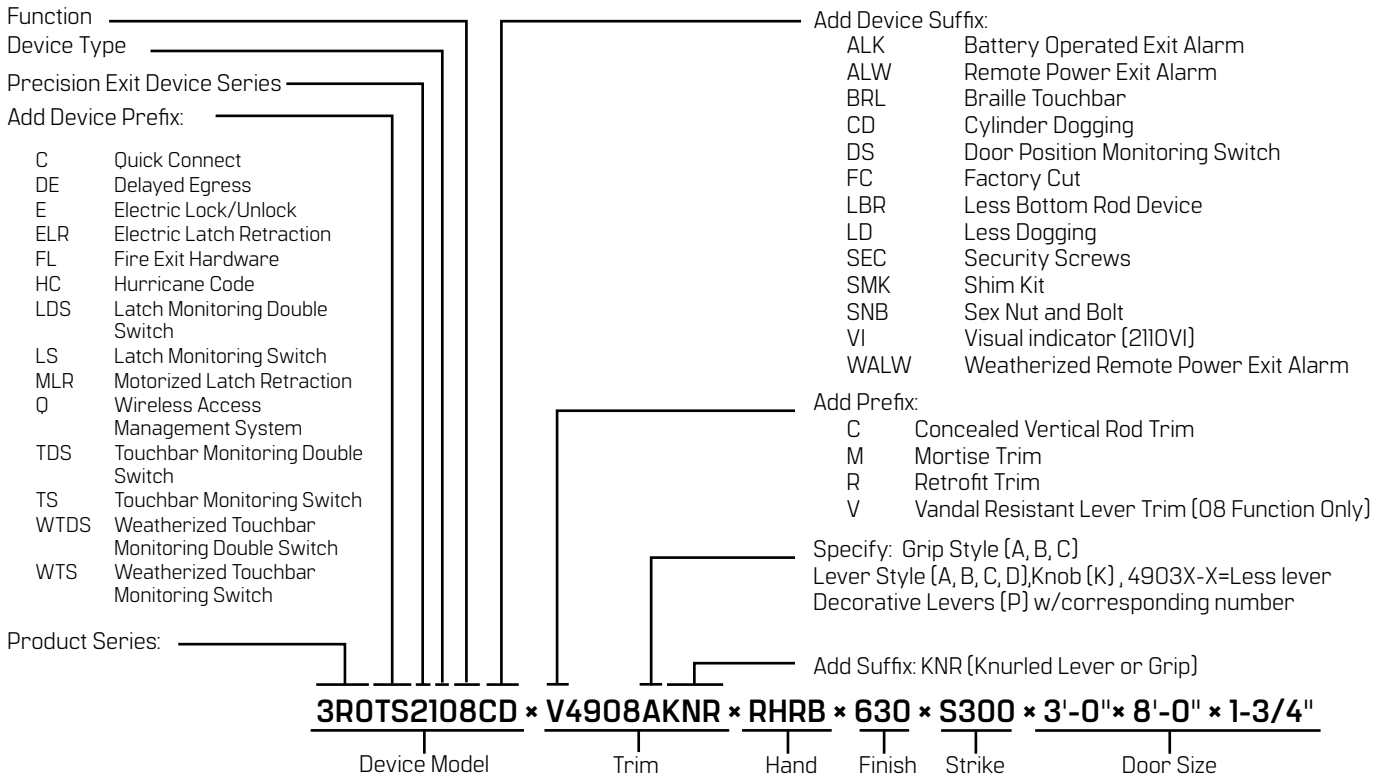 Function
Device Type
Precision Exit Device Series
Add Device Prefix:
C Quick Connect
DE Delayed Egress
E Electric Lock/Unlock
ELR Electric Latch Retraction
FL Fire Exit Hardware
HC Hurricane Code
LDS Latch Monitoring Double
Switch
LS Latch Monitoring Switch
MLR Motorized Latch Retraction
Q Wireless Access
Management System
TDS Touchbar Monitoring Double
Switch
TS Touchbar Monitoring Switch
WTDS Weatherized Touchbar
Monitoring Double Switch
WTS Weatherized Touchbar
Monitoring Switch
Product Series:
Add Device Suffix:
ALK Battery Operated Exit Alarm
ALW Remote Power Exit Alarm
BRL Braille Touchbar
CD Cylinder Dogging
DS Door Position Monitoring Switch
FC Factory Cut
LBR Less Bottom Rod Device
LD Less Dogging
SEC Security Screws
SMK Shim Kit
SNB Sex Nut and Bolt
VI Visual indicator (2110VI)
WALW Weatherized Remote Power Exit Alarm
Add Prefix:
C Concealed Vertical Rod Trim
M Mortise Trim
R Retrofit Trim
V Vandal Resistant Lever Trim (08 Function Only)
Specify: Grip Style (A, B, C)
Lever Style (A, B, C, D),Knob (K) , 4903X-X=Less lever
Decorative Levers (P) w/corresponding number
Add Suffix: KNR (Knurled Lever or Grip)
3R0TS2108CD × V4908AKNR × RHRB × 630 × S300 × 3'-0"× 8'-0" × 1-3/4"
Device Model Trim Hand Finish Strike Door Size